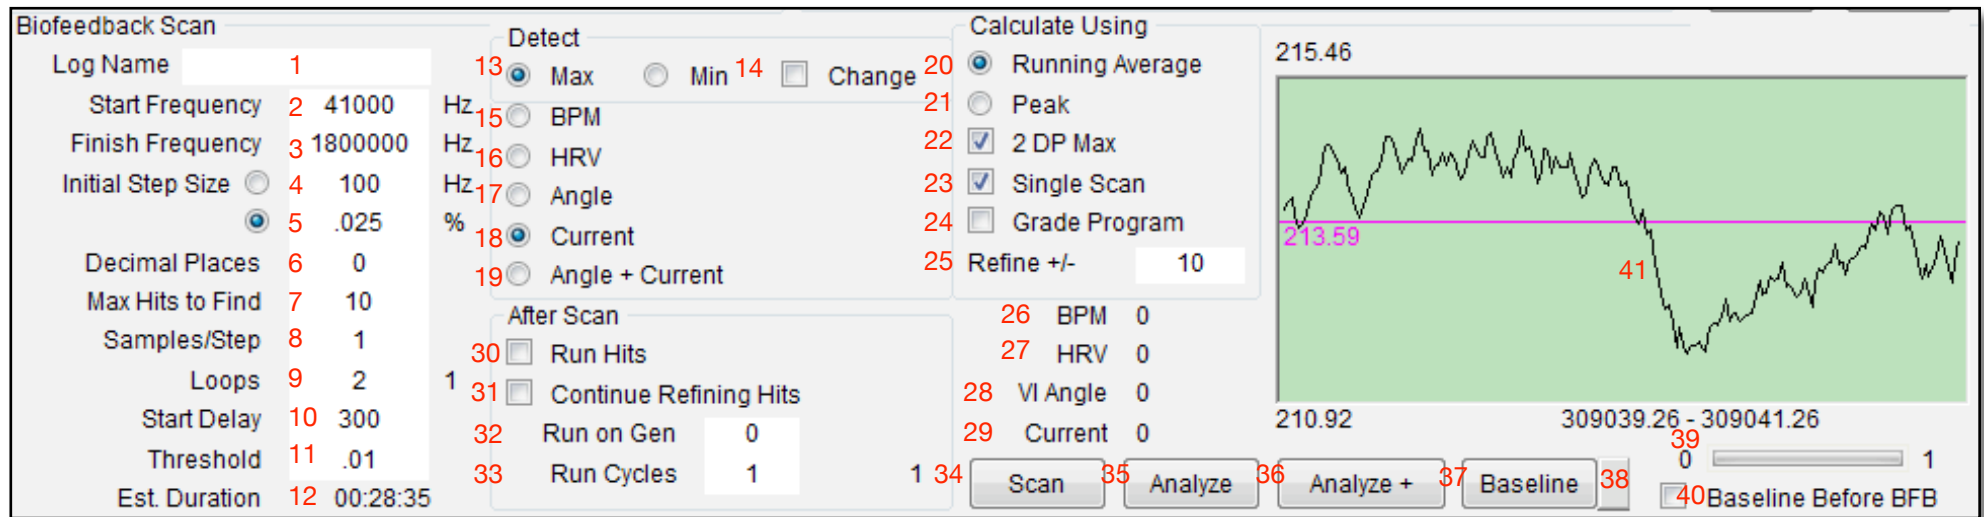 Biofeedback Scan
Log Name 1
Start Frequency 2 41000 Hz
Finish Frequency 3 1800000 Hz
Initial Step Size 4 100 Hz
5 .025 %
Decimal Places 6 0
Max Hits to Find 7 10
Samples/Step 8 1
Loops 9 2 1
Start Delay 10 300
Threshold 11 .01
Est. Duration 12 00:28:35
Detect
13 Max Min 14 Change
15 BPM
16 HRV
17 Angle
18 Current
19 Angle + Current
After Scan
30 Run Hits
31 Continue Refining Hits
32 Run on Gen 0
33 Run Cycles 1 1
Calculate Using
20 Running Average
21 Peak
22 2 DP Max
23 Single Scan
24 Grade Program
25 Refine +/- 10
26 BPM 0
27 HRV 0
28 VI Angle 0
29 Current 0
34 Scan 35 Analyze 36 Analyze + 37 Baseline 38
215.46
213.59
41
210.92 309039.26 - 309041.26
39
0 1
40 Baseline Before BFB